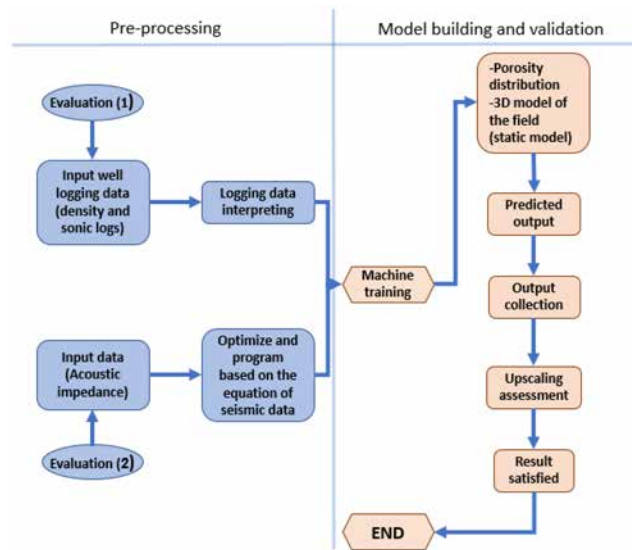 Pre-processing
Model building and validation
Evaluation (1)
Input well
logging data
(density and
sonic logs)
Logging data
interpreting
Input data
(Acoustic
impedance)
Optimize and
program
based on the
equation of
seismic data
Evaluation (2)
Machine
training
-Porosity
distribution
-3D model of
the field
(static model)
Predicted
output
Output
collection
Upscaling
assessment
Result
satisfied
END